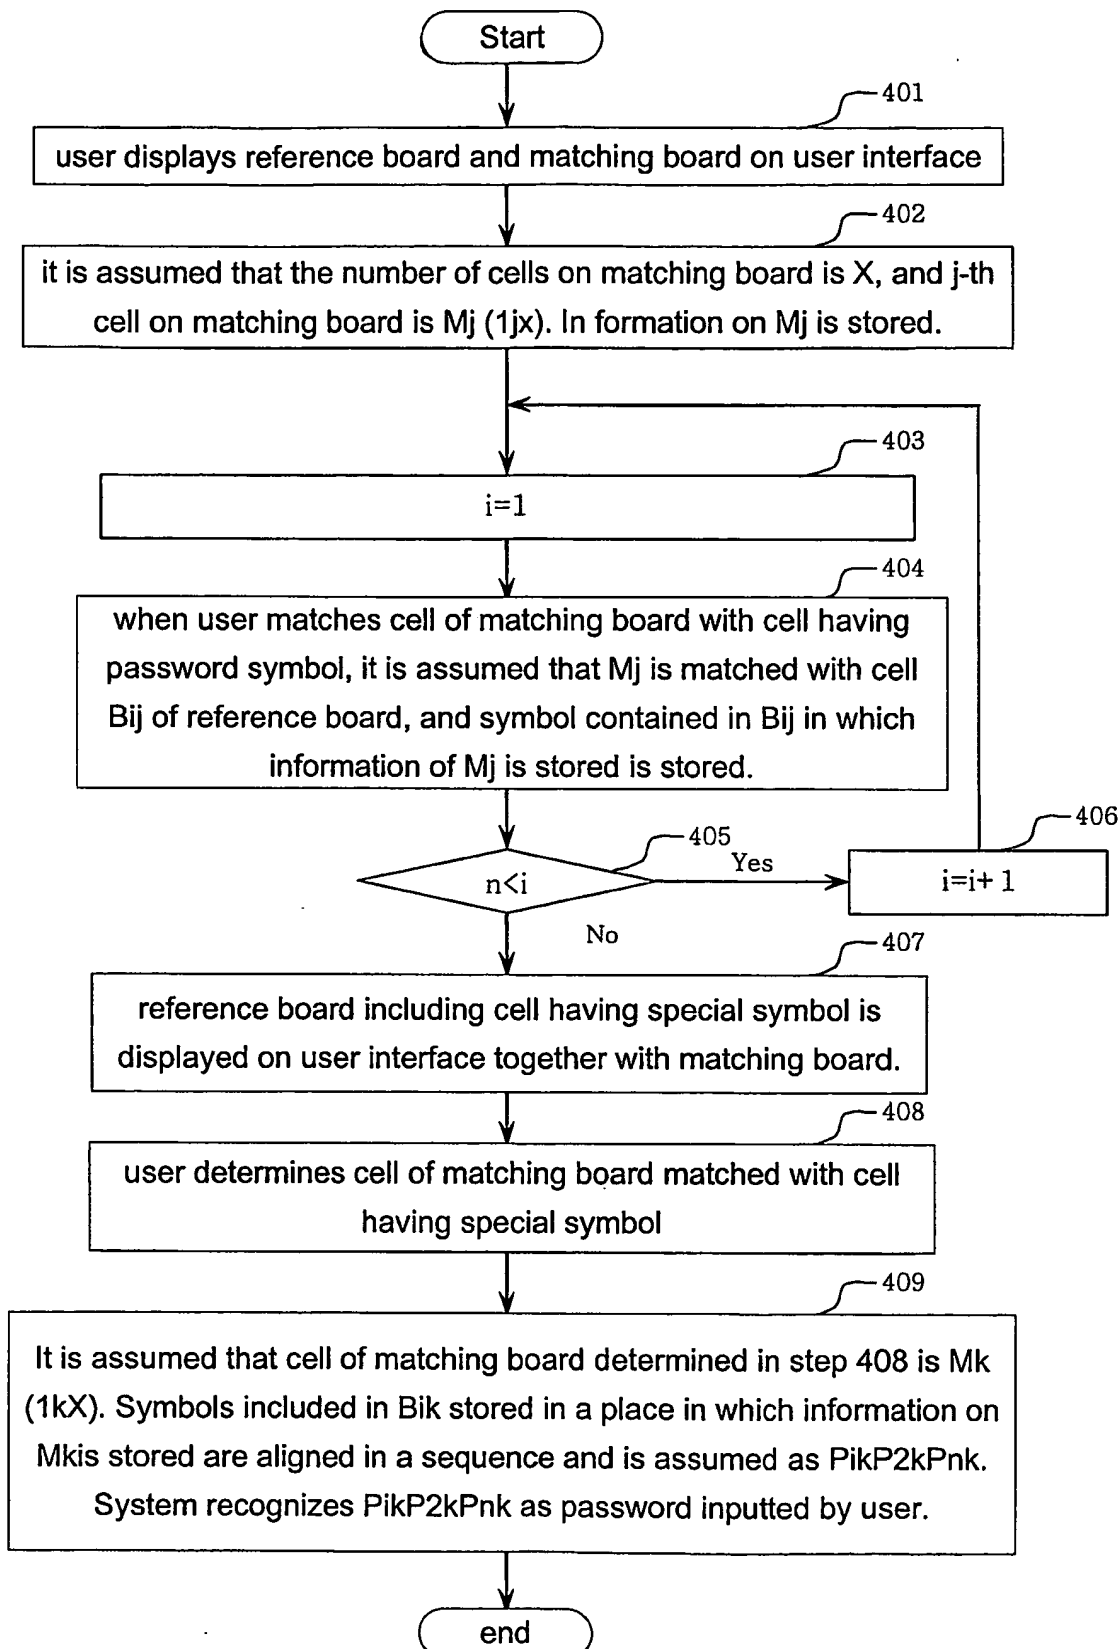 Start
401
user displays reference board and matching board on user interface
402
it is assumed that the number of cells on matching board is X, and j-th
cell on matching board is Mj (1jx). In formation on Mj is stored.
403
i=1
404
when user matches cell of matching board with cell having
password symbol, it is assumed that Mj is matched with cell
Bij of reference board, and symbol contained in Bij in which
information of Mj is stored is stored.
405
n<i
Yes
406
i=i+ 1
No
407
reference board including cell having special symbol is
displayed on user interface together with matching board.
408
user determines cell of matching board matched with cell
having special symbol
409
It is assumed that cell of matching board determined in step 408 is Mk
(1kX). Symbols included in Bik stored in a place in which information on
Mkis stored are aligned in a sequence and is assumed as PikP2kPnk.
System recognizes PikP2kPnk as password inputted by user.
end